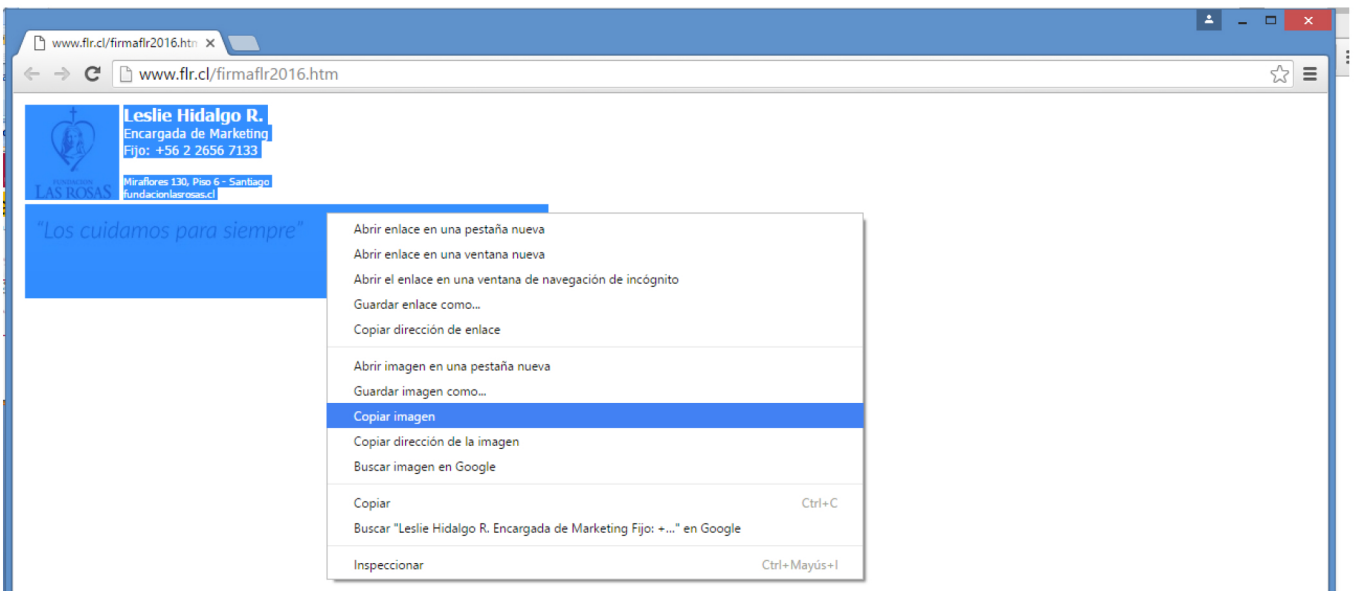 www.flr.cl/firmaflr2016.htm
www.flr.cl/firmaflr2016.htm
Leslie Hidalgo R.
Encargada de Marketing
Fijo: +56 2 2656 7133
Miraflores 130, Piso 6 - Santiago
fundacionlasrosas.cl
FUNDACION
LAS ROSAS
"Los cuidamos para siempre"
Abrir enlace en una pestaña nueva
Abrir enlace en una ventana nueva
Abrir el enlace en una ventana de navegación de incógnito
Guardar enlace como...
Copiar dirección de enlace
Abrir imagen en una pestaña nueva
Guardar imagen como...
Copiar imagen
Copiar dirección de la imagen
Buscar imagen en Google
Copiar Ctrl+C
Buscar "Leslie Hidalgo R. Encargada de Marketing Fijo: +..." en Google
Inspeccionar Ctrl+Mayús+I